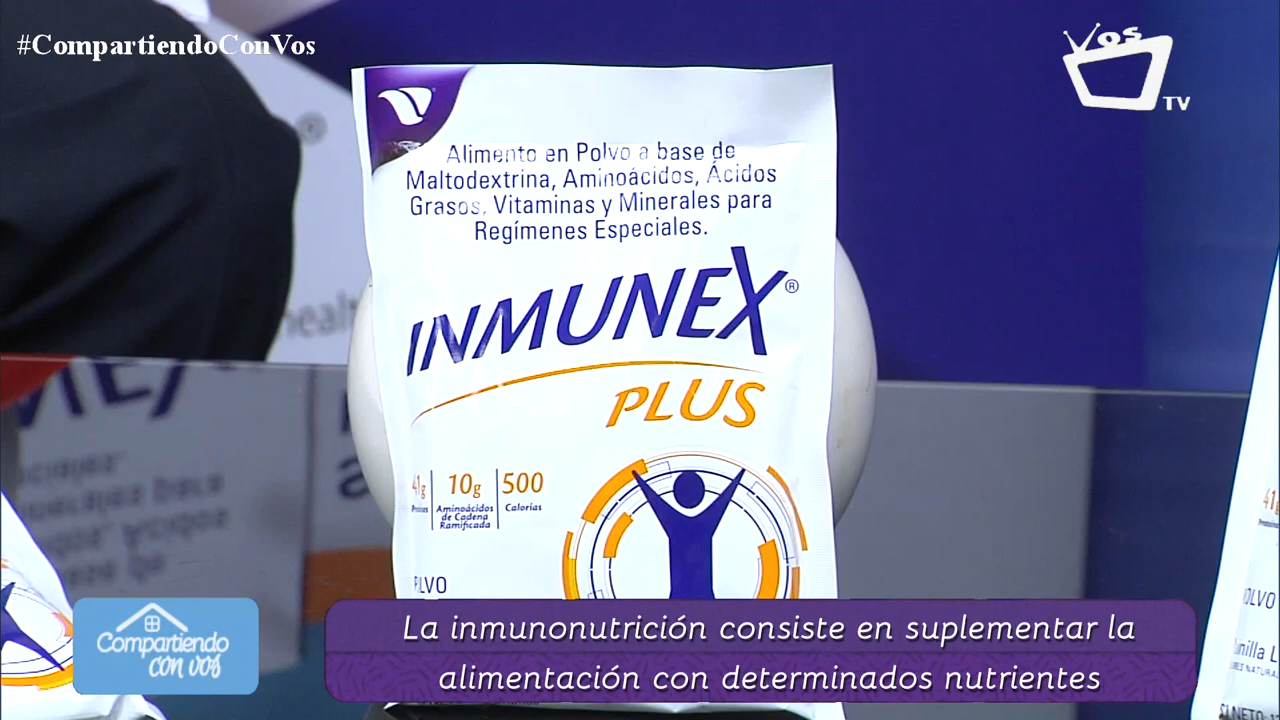 #CompartiendoConVos
Vos
TV
Alimento en Polvo a base de
Maltodextrina, Aminoácidos, Ácidos
Grasos, Vitaminas y Minerales para
Regímenes Especiales.
INMUNEX®
PLUS
41g
10g
Aminoácidos
de Cadena
Ramificada
500
Calorías
Compartiendo
con vos
La inmunonutrición consiste en suplementar la
alimentación con determinados nutrientes